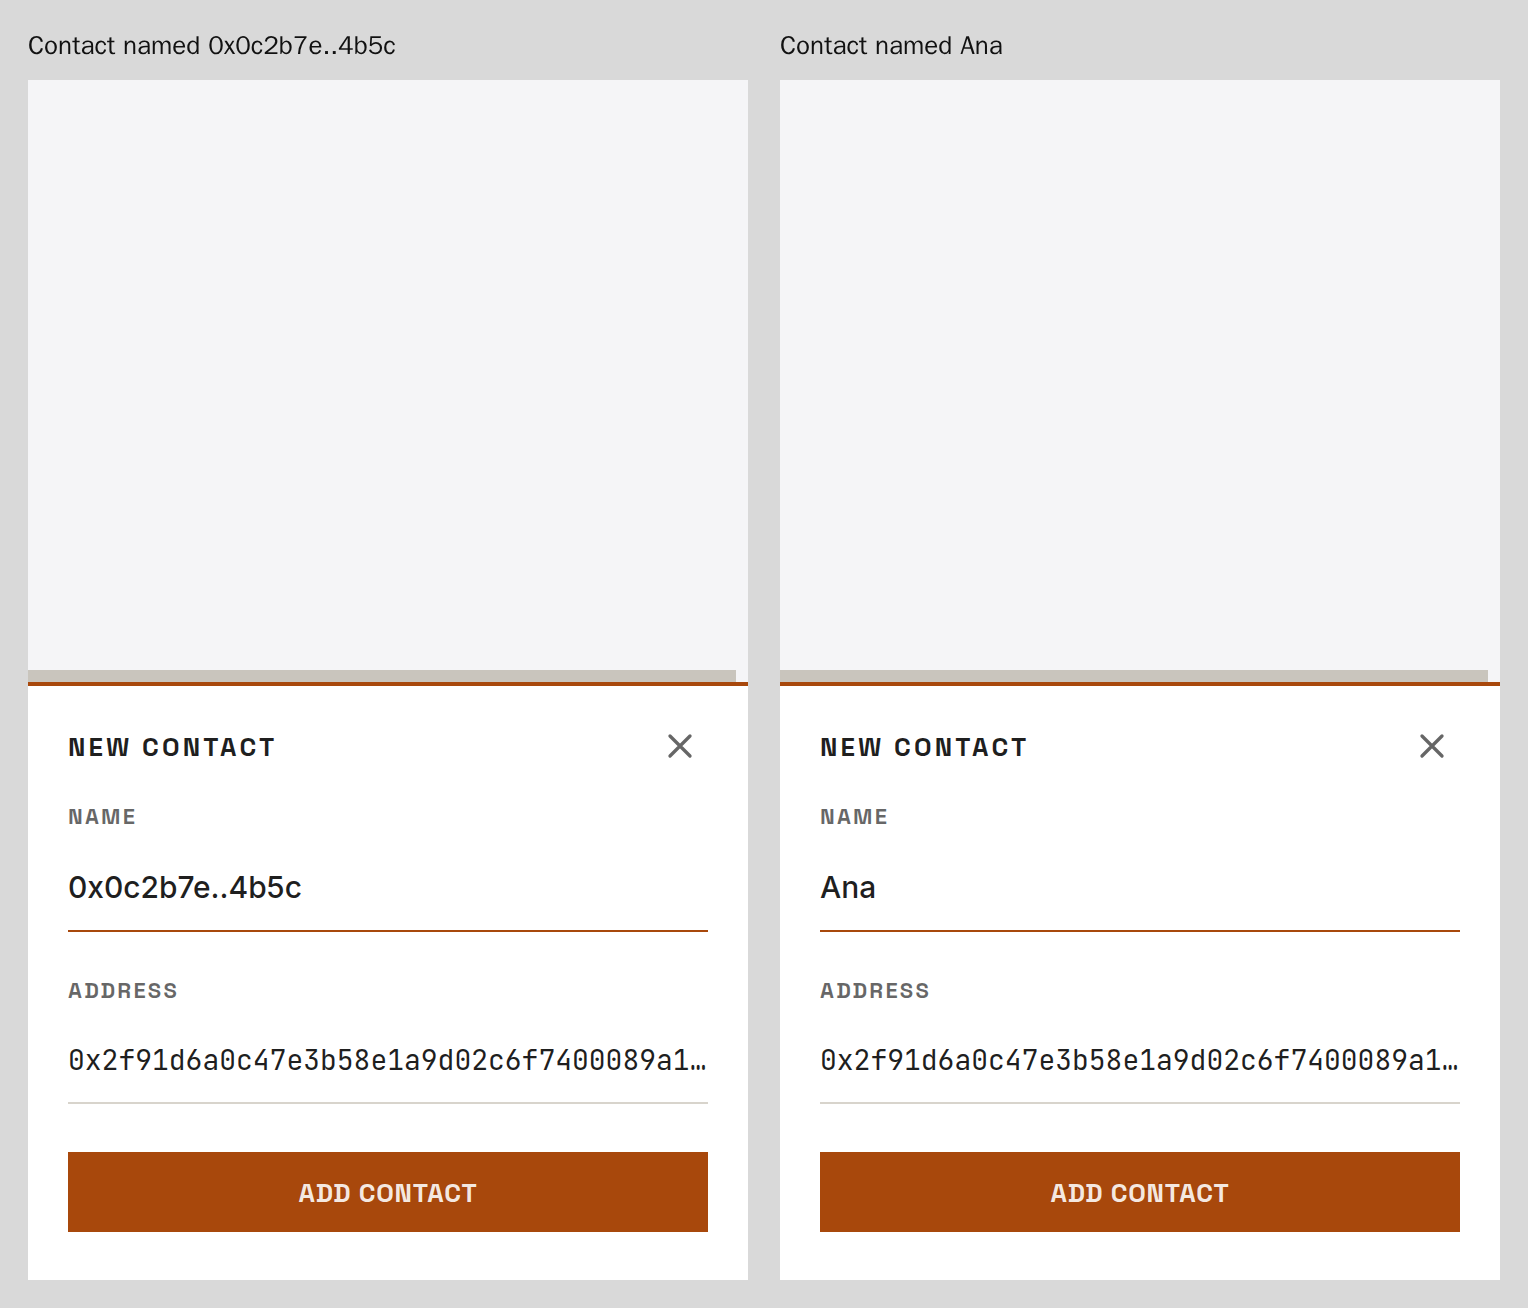 Contact named 0x0c2b7e..4b5c
NEW CONTACT
NAME
0x0c2b7e..4b5c
ADDRESS
0x2f91d6a0c47e3b58e1a9d02c6f7400089a1…
ADD CONTACT
Contact named Ana
NEW CONTACT
NAME
Ana
ADDRESS
0x2f91d6a0c47e3b58e1a9d02c6f7400089a1…
ADD CONTACT